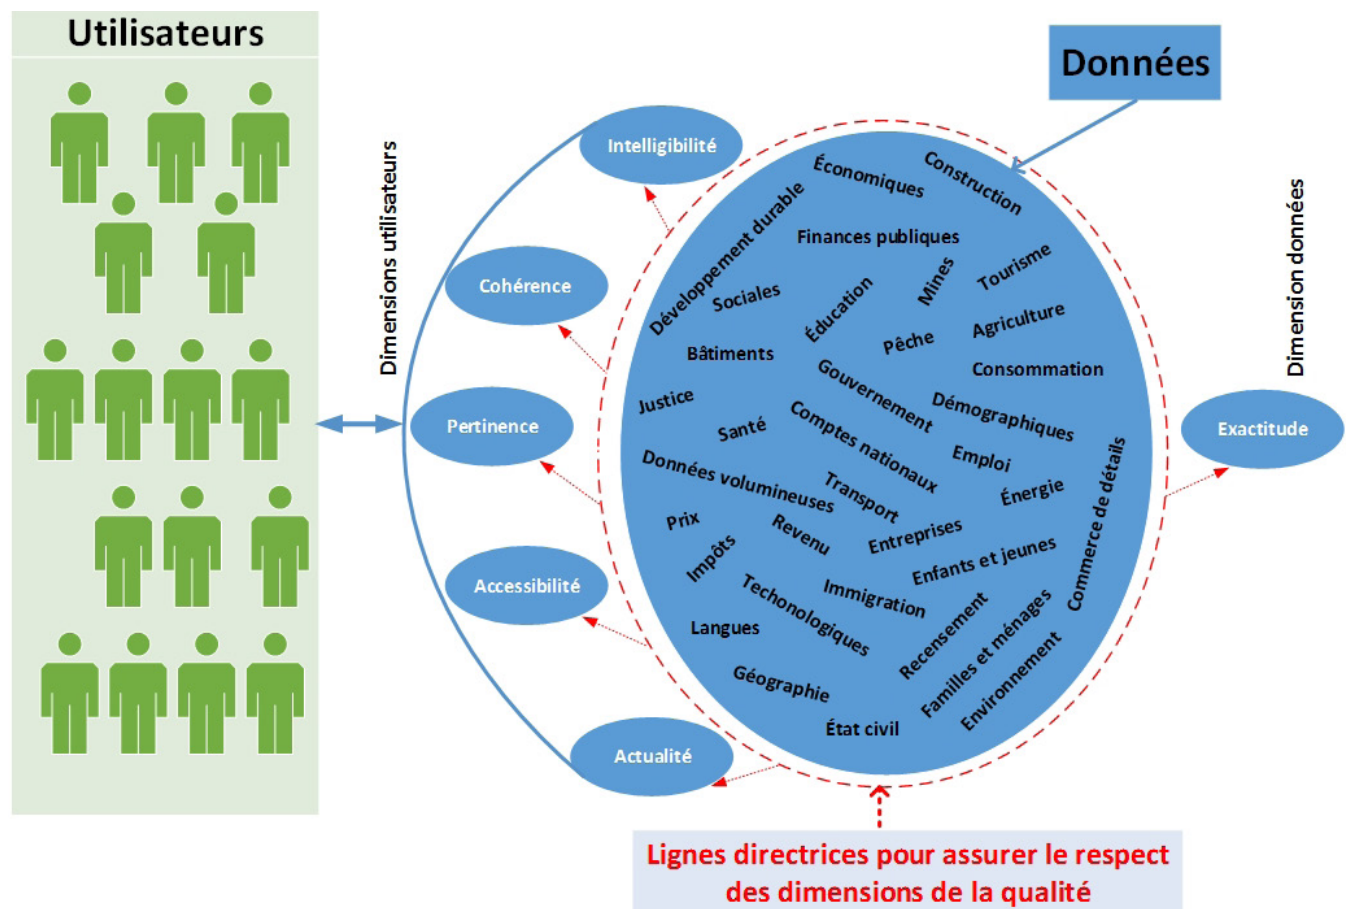 Utilisateurs
Données
Dimensions utilisateurs
Dimension données
Intelligibilité
Cohérence
Pertinence
Accessibilité
Actualité
Exactitude
Économiques
Construction
Développement durable
Finances publiques
Mines
Tourisme
Sociales
Éducation
Pêche
Agriculture
Bâtiments
Consommation
Gouvernement
Justice
Démographiques
Santé
Comptes nationaux
Emploi
Données volumineuses
Transport
Énergie
Commerce de détails
Prix
Revenu
Entreprises
Impôts
Enfants et jeunes
Techonologiques
Immigration
Langues
Recensement
Familles et ménages
Environnement
Géographie
État civil
Lignes directrices pour assurer le respect
des dimensions de la qualité